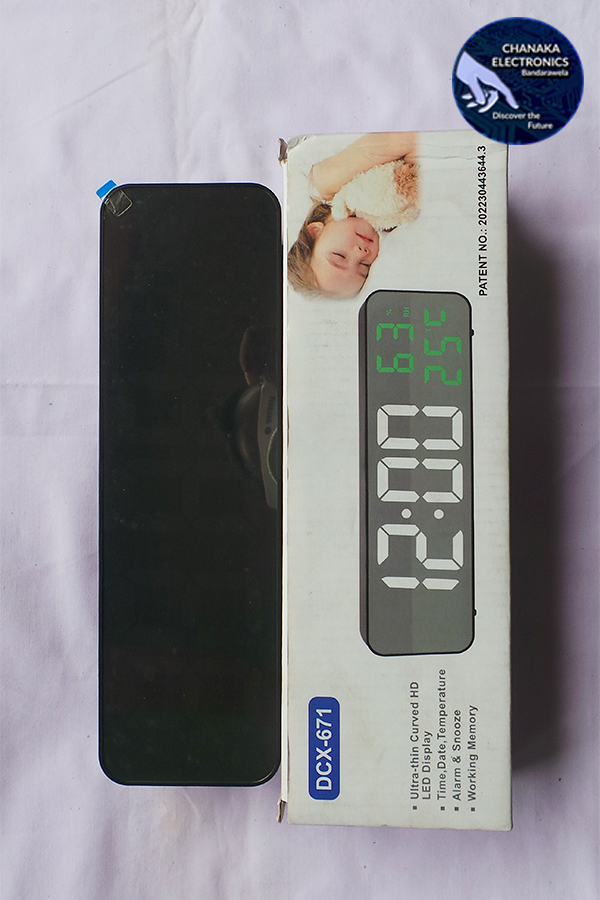 CHANAKA
ELECTRONICS
Bandarawela
Discover the
Future
PATENT NO.: 202230443644.3
12:00
63 %
RH
25°C
DCX-671
▪ Ultra-thin Curved HD
LED Display
▪ Time,Date,Temperature
▪ Alarm & Snooze
▪ Working Memory